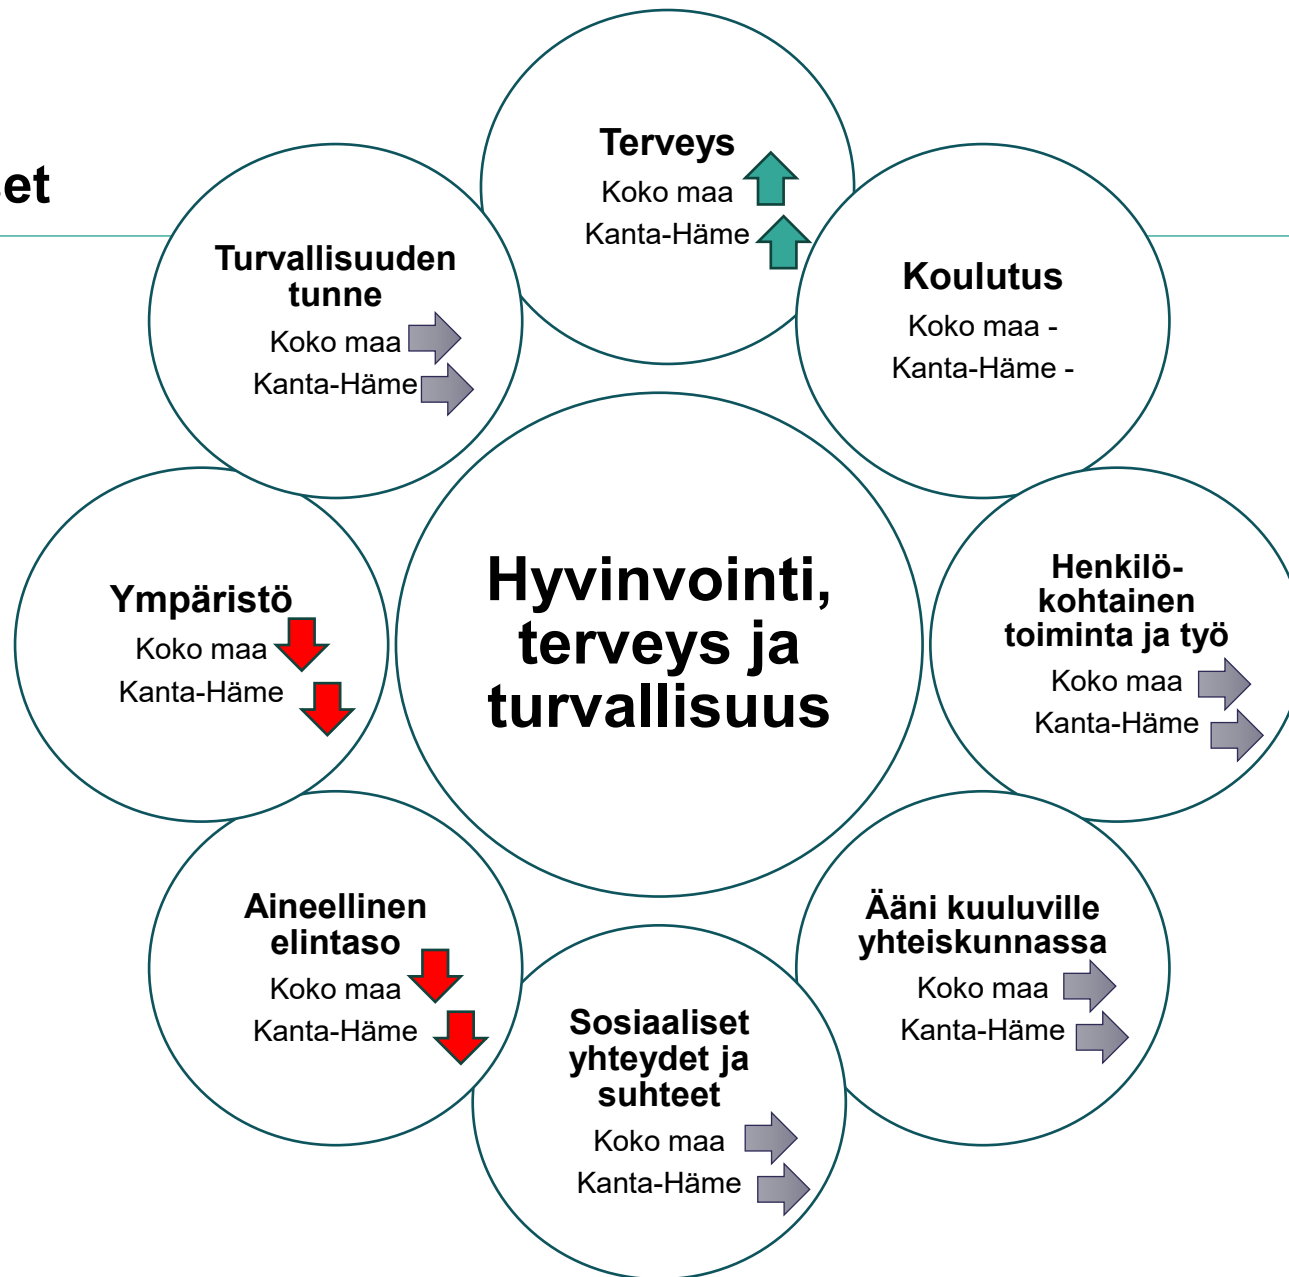 et
Terveys
Koko maa
Kanta-Häme
Koulutus
Koko maa -
Kanta-Häme -
Henkilö-
kohtainen
toiminta ja työ
Koko maa
Kanta-Häme
Ääni kuuluville
yhteiskunnassa
Koko maa
Kanta-Häme
Sosiaaliset
yhteydet ja
suhteet
Koko maa
Kanta-Häme
Aineellinen
elintaso
Koko maa
Kanta-Häme
Ympäristö
Koko maa
Kanta-Häme
Turvallisuuden
tunne
Koko maa
Kanta-Häme
Hyvinvointi,
terveys ja
turvallisuus